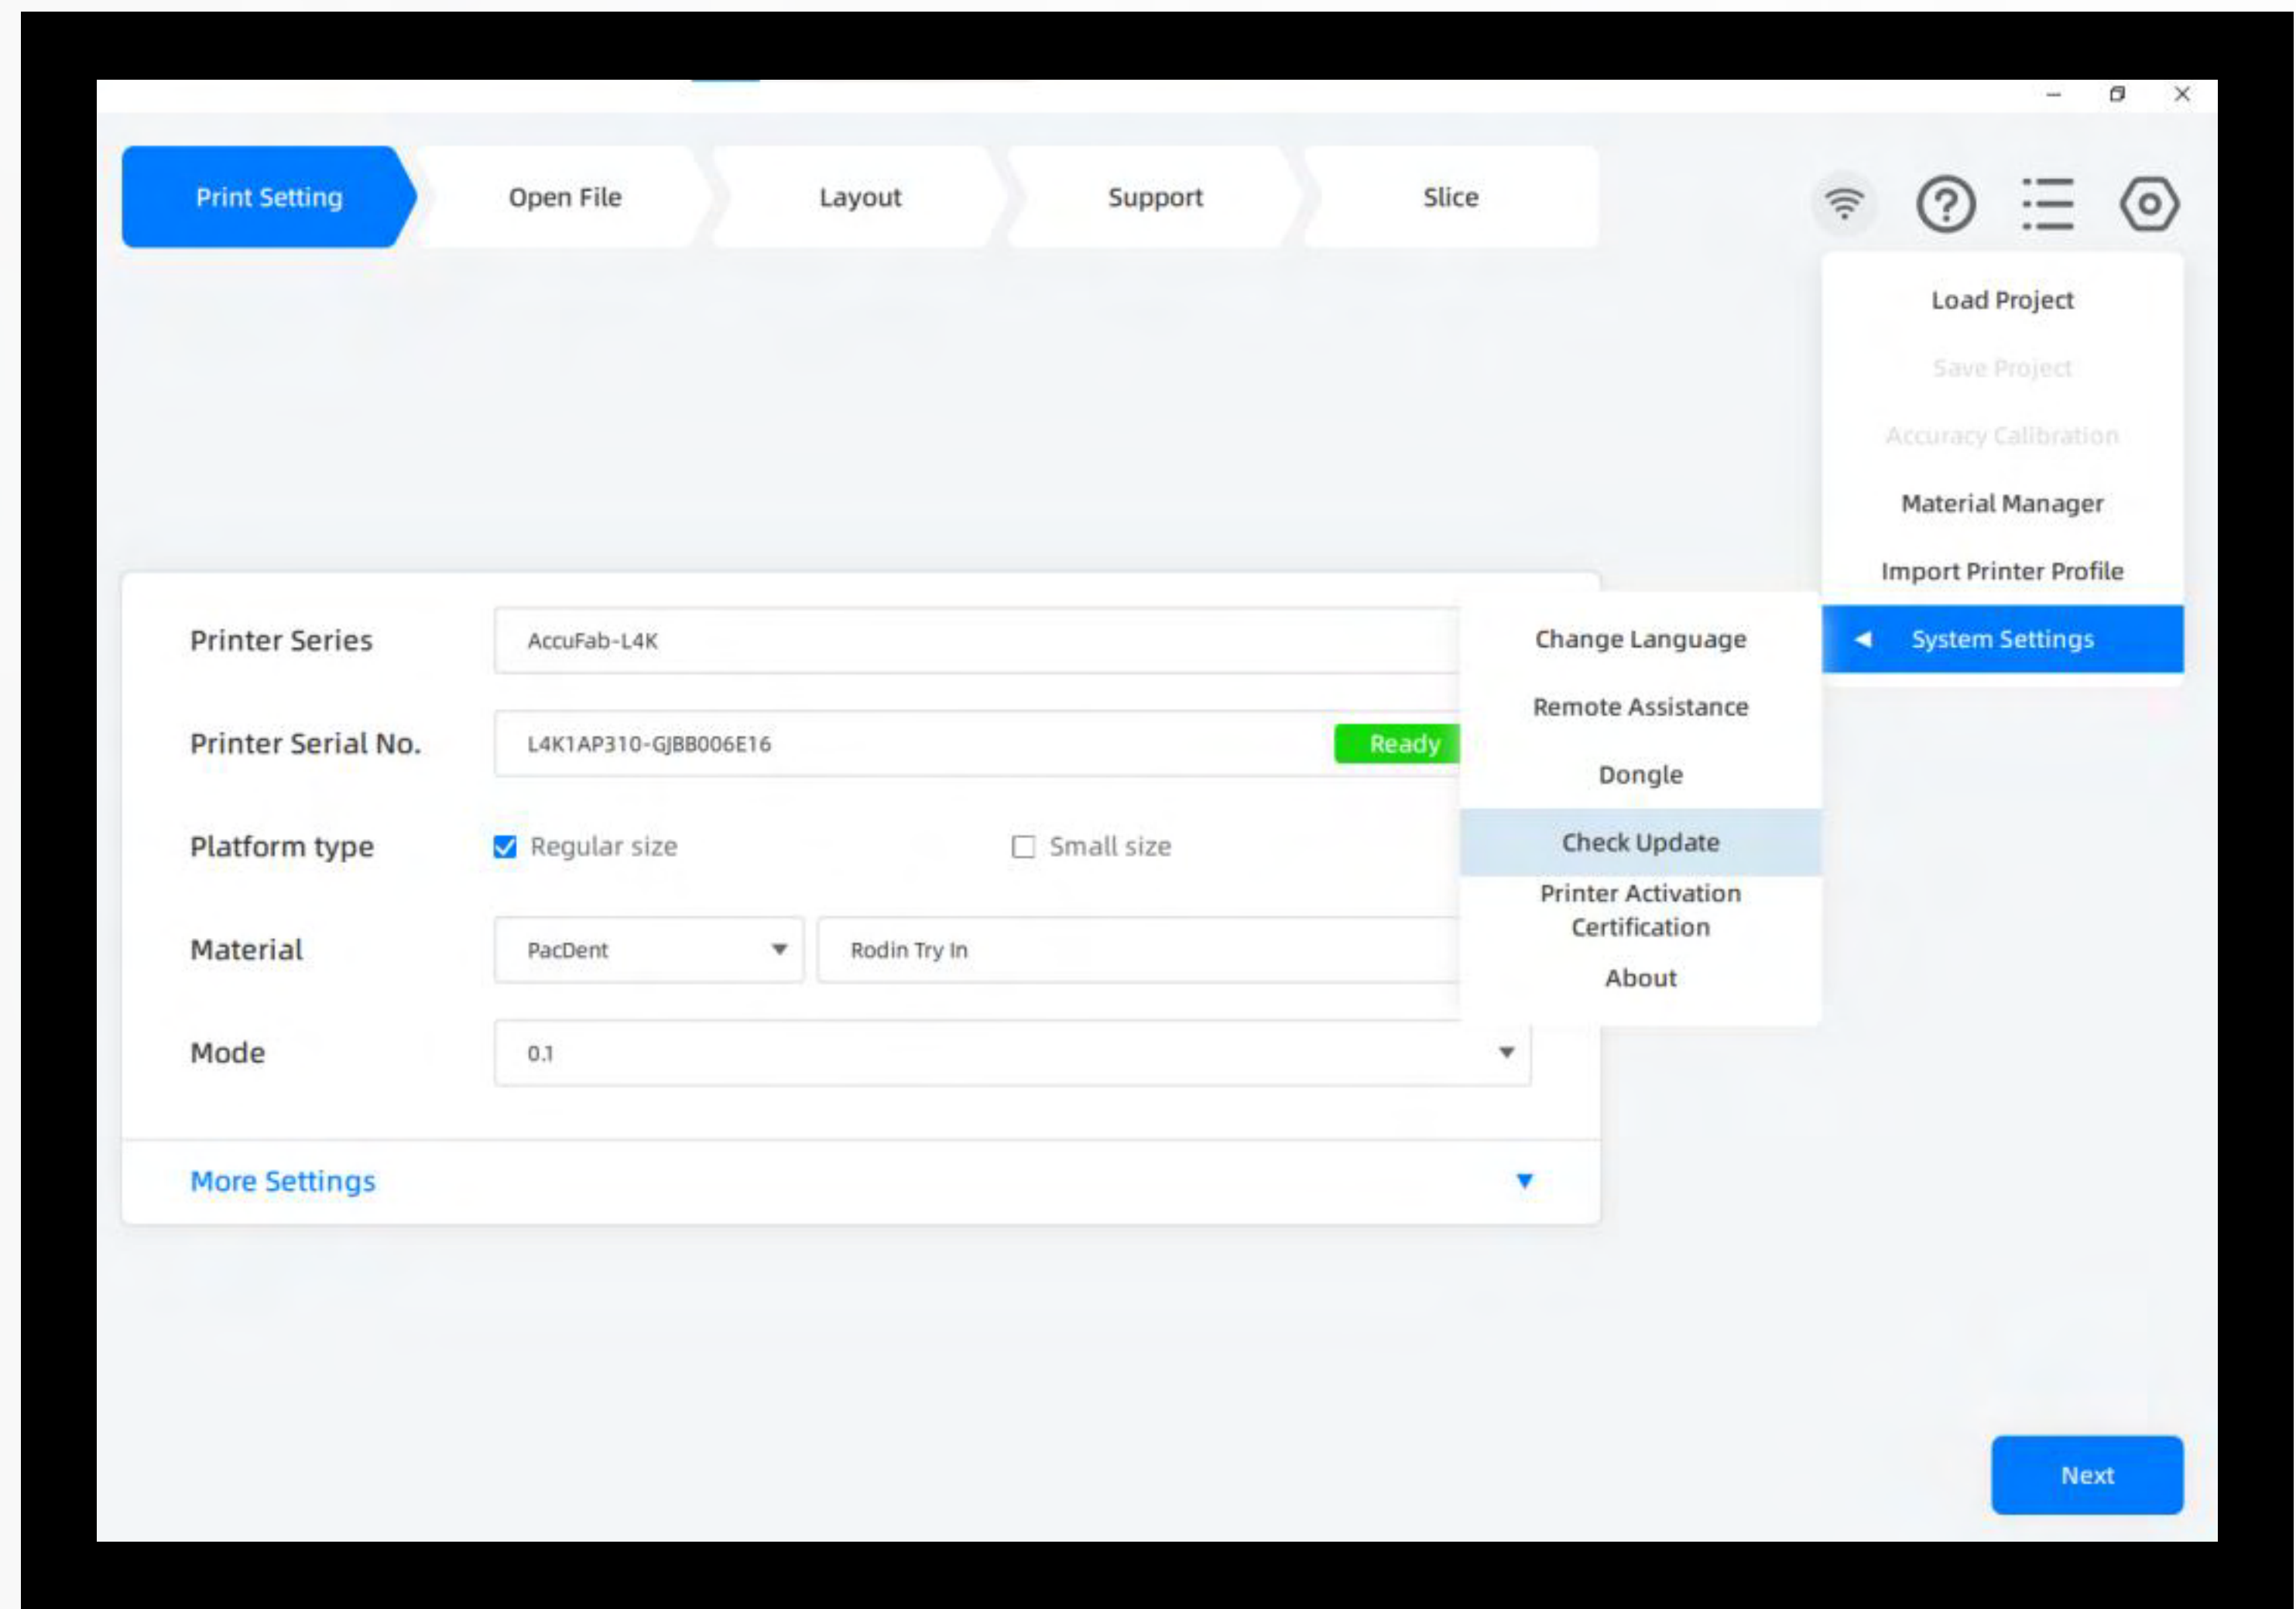 Print Setting
Open File
Layout
Support
Slice
Load Project
Save Project
Accuracy Calibration
Material Manager
Import Printer Profile
System Settings
Change Language
Remote Assistance
Dongle
Check Update
Printer Activation
Certification
About
Printer Series
AccuFab-L4K
Printer Serial No.
L4K1AP310-GJBB006E16
Ready
Platform type
Regular size
Small size
Material
PacDent
Rodin Try In
Mode
0.1
More Settings
Next